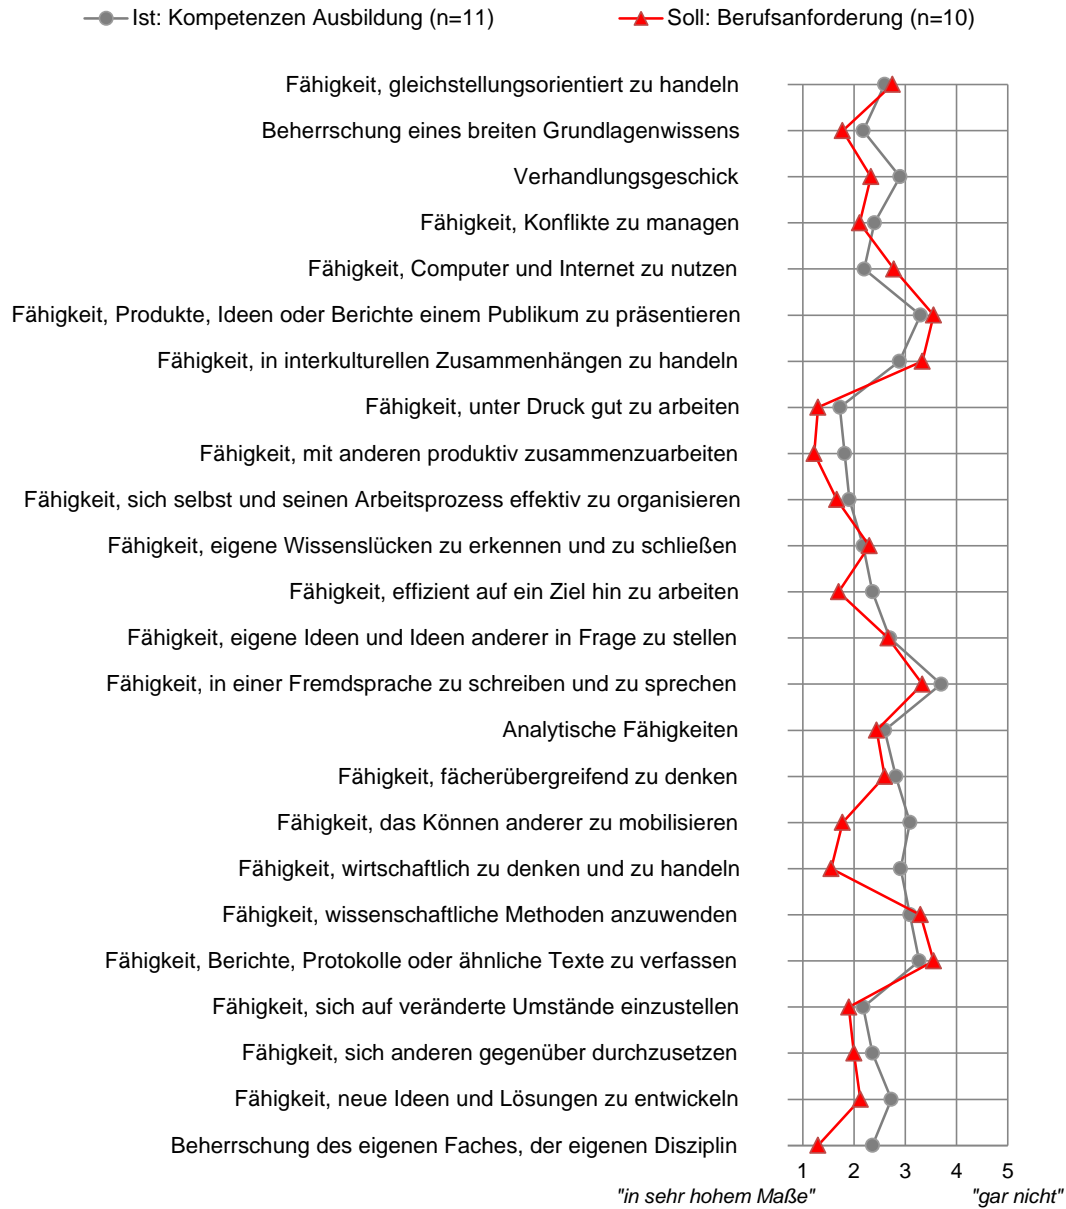 Ist: Kompetenzen Ausbildung (n=11) Soll: Berufsanforderung (n=10)
Fähigkeit, gleichstellungsorientiert zu handeln
Beherrschung eines breiten Grundlagenwissens
Verhandlungsgeschick
Fähigkeit, Konflikte zu managen
Fähigkeit, Computer und Internet zu nutzen
Fähigkeit, Produkte, Ideen oder Berichte einem Publikum zu präsentieren
Fähigkeit, in interkulturellen Zusammenhängen zu handeln
Fähigkeit, unter Druck gut zu arbeiten
Fähigkeit, mit anderen produktiv zusammenzuarbeiten
Fähigkeit, sich selbst und seinen Arbeitsprozess effektiv zu organisieren
Fähigkeit, eigene Wissenslücken zu erkennen und zu schließen
Fähigkeit, effizient auf ein Ziel hin zu arbeiten
Fähigkeit, eigene Ideen und Ideen anderer in Frage zu stellen
Fähigkeit, in einer Fremdsprache zu schreiben und zu sprechen
Analytische Fähigkeiten
Fähigkeit, fächerübergreifend zu denken
Fähigkeit, das Können anderer zu mobilisieren
Fähigkeit, wirtschaftlich zu denken und zu handeln
Fähigkeit, wissenschaftliche Methoden anzuwenden
Fähigkeit, Berichte, Protokolle oder ähnliche Texte zu verfassen
Fähigkeit, sich auf veränderte Umstände einzustellen
Fähigkeit, sich anderen gegenüber durchzusetzen
Fähigkeit, neue Ideen und Lösungen zu entwickeln
Beherrschung des eigenen Faches, der eigenen Disziplin
1 2 3 4 5
"in sehr hohem Maße" "gar nicht"